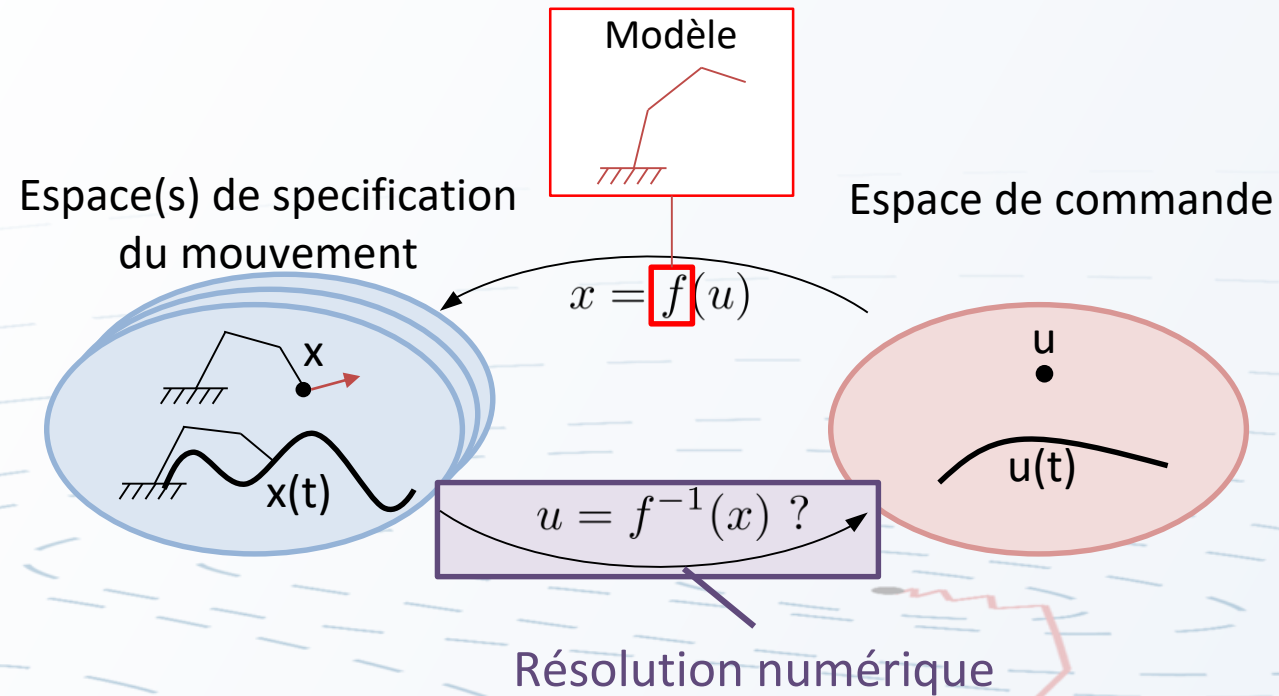 Modèle
Espace(s) de specification
du mouvement
Espace de commande
x = f(u)
x
u
x(t)
u(t)
u = f⁻¹(x) ?
Résolution numérique